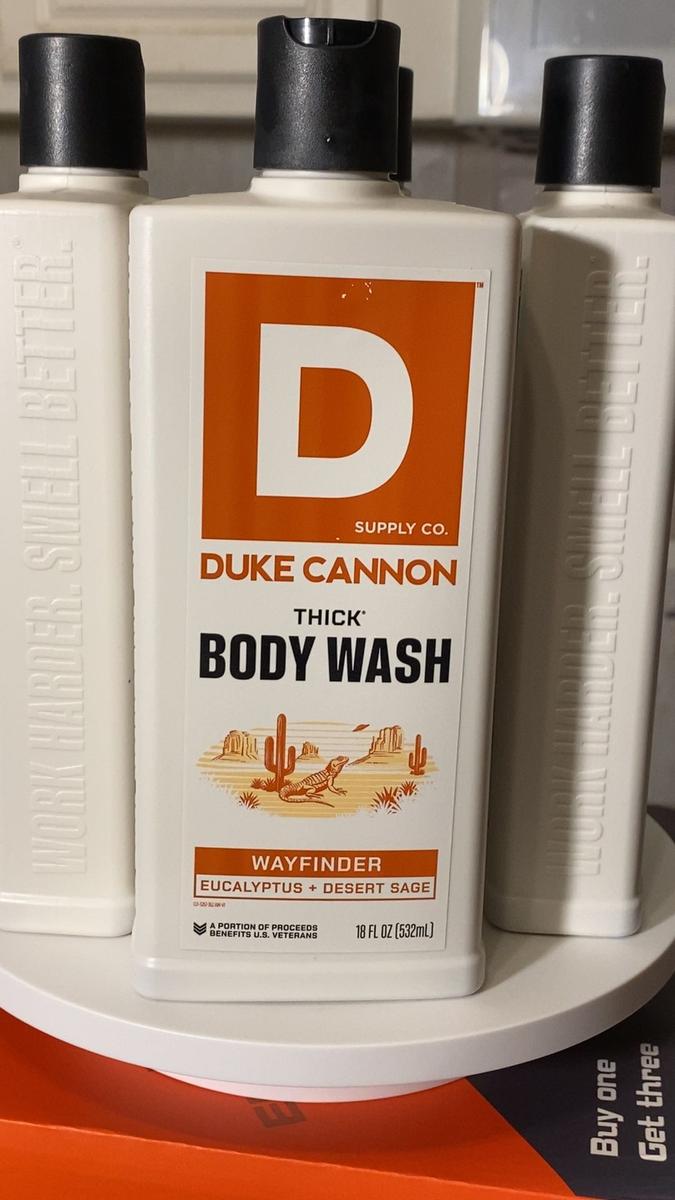 WORK HARDER. SMELL BETTER.®
D
™
SUPPLY CO.
DUKE CANNON
THICK®
BODY WASH
WAYFINDER
EUCALYPTUS + DESERT SAGE
A PORTION OF PROCEEDS
BENEFITS U.S. VETERANS
18 FL OZ (532mL)
WORK HARDER. SMELL BETTER.
Buy one
Get three